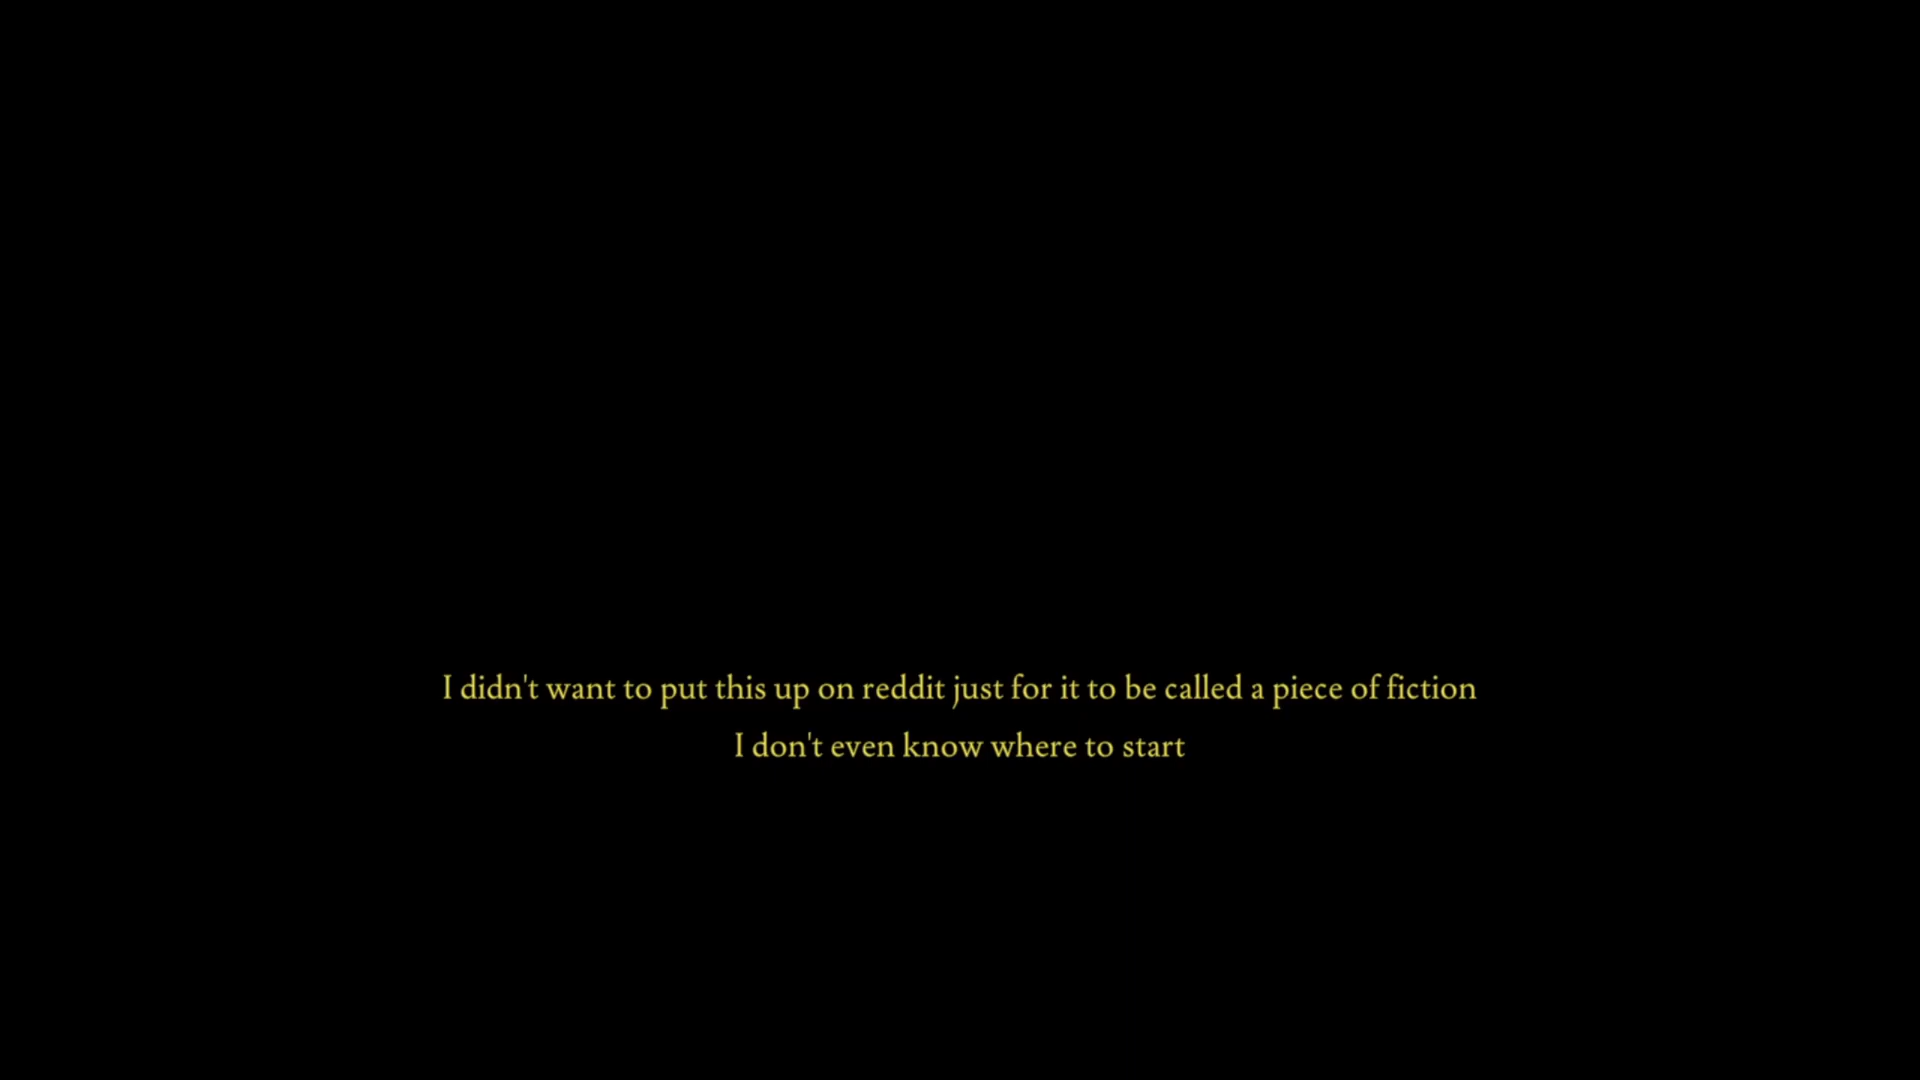 I didn't want to put this up on reddit just for it to be called a piece of fiction
I don't even know where to start